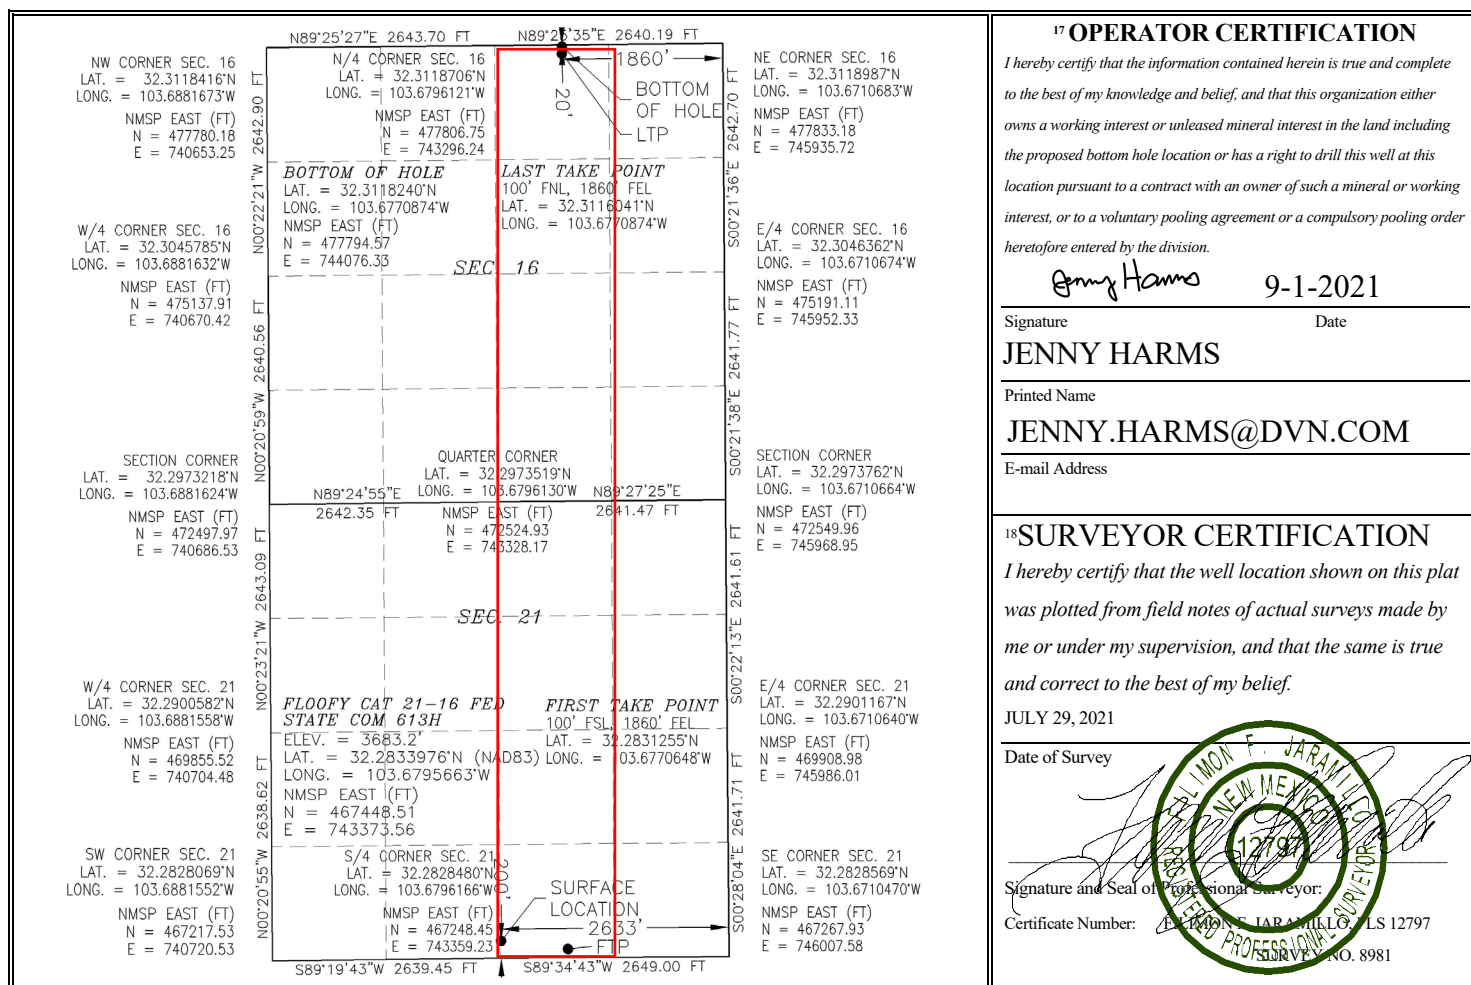 N89°25'27"E 2643.70 FT
N89°25'35"E 2640.19 FT
NW CORNER SEC. 16
LAT. = 32.3118416°N
LONG. = 103.6881673°W
NMSP EAST (FT)
N = 477780.18
E = 740653.25
N/4 CORNER SEC. 16
LAT. = 32.3118706°N
LONG. = 103.6796121°W
NMSP EAST (FT)
N = 477806.75
E = 743296.24
1860'
20'
BOTTOM
OF HOLE
LTP
NE CORNER SEC. 16
LAT. = 32.3118987°N
LONG. = 103.6710683°W
NMSP EAST (FT)
N = 477833.18
E = 745935.72
N00°22'21"W 2642.90 FT
S00°21'36"E 2642.70 FT
BOTTOM OF HOLE
LAT. = 32.3118240°N
LONG. = 103.6770874°W
NMSP EAST (FT)
N = 477794.57
E = 744076.33
LAST TAKE POINT
100' FNL, 1860' FEL
LAT. = 32.3116041°N
LONG. = 103.6770874°W
SEC. 16
W/4 CORNER SEC. 16
LAT. = 32.3045785°N
LONG. = 103.6881632°W
NMSP EAST (FT)
N = 475137.91
E = 740670.42
E/4 CORNER SEC. 16
LAT. = 32.3046362°N
LONG. = 103.6710674°W
NMSP EAST (FT)
N = 475191.11
E = 745952.33
N00°20'59"W 2640.56 FT
S00°21'38"E 2641.77 FT
SECTION CORNER
LAT. = 32.2973218°N
LONG. = 103.6881624°W
NMSP EAST (FT)
N = 472497.97
E = 740686.53
QUARTER CORNER
LAT. = 32.2973519°N
LONG. = 103.6796130°W
NMSP EAST (FT)
N = 472524.93
E = 743328.17
N89°24'55"E
2642.35 FT
N89°27'25"E
2641.47 FT
SECTION CORNER
LAT. = 32.2973762°N
LONG. = 103.6710664°W
NMSP EAST (FT)
N = 472549.96
E = 745968.95
N00°23'21"W 2643.09 FT
S00°22'13"E 2641.61 FT
SEC. 21
W/4 CORNER SEC. 21
LAT. = 32.2900582°N
LONG. = 103.6881558°W
NMSP EAST (FT)
N = 469855.52
E = 740704.48
FLOOFY CAT 21-16 FED
STATE COM 613H
ELEV. = 3683.2'
LAT. = 32.2833976°N (NAD83)
LONG. = 103.6795663°W
NMSP EAST (FT)
N = 467448.51
E = 743373.56
FIRST TAKE POINT
100' FSL, 1860' FEL
LAT. = 32.2831255°N
LONG. = 103.6770648°W
E/4 CORNER SEC. 21
LAT. = 32.2901167°N
LONG. = 103.6710640°W
NMSP EAST (FT)
N = 469908.98
E = 745986.01
N00°20'55"W 2638.62 FT
S00°28'04"E 2641.71 FT
SW CORNER SEC. 21
LAT. = 32.2828069°N
LONG. = 103.6881552°W
NMSP EAST (FT)
N = 467217.53
E = 740720.53
S/4 CORNER SEC. 21
LAT. = 32.2828480°N
LONG. = 103.6796166°W
NMSP EAST (FT)
N = 467248.45
E = 743359.23
200'
SURFACE
LOCATION
2633'
FTP
SE CORNER SEC. 21
LAT. = 32.2828569°N
LONG. = 103.6710470°W
NMSP EAST (FT)
N = 467267.93
E = 746007.58
S89°19'43"W 2639.45 FT
S89°34'43"W 2649.00 FT
17 OPERATOR CERTIFICATION
I hereby certify that the information contained herein is true and complete
to the best of my knowledge and belief, and that this organization either
owns a working interest or unleased mineral interest in the land including
the proposed bottom hole location or has a right to drill this well at this
location pursuant to a contract with an owner of such a mineral or working
interest, or to a voluntary pooling agreement or a compulsory pooling order
heretofore entered by the division.
Jenny Harms 9-1-2021
Signature Date
JENNY HARMS
Printed Name
JENNY.HARMS@DVN.COM
E-mail Address
18 SURVEYOR CERTIFICATION
I hereby certify that the well location shown on this plat
was plotted from field notes of actual surveys made by
me or under my supervision, and that the same is true
and correct to the best of my belief.
JULY 29, 2021
Date of Survey
FILIMON F. JARAMILLO
NEW MEXICO
12797
REGISTERED PROFESSIONAL SURVEYOR
Signature and Seal of Professional Surveyor:
Certificate Number: FILIMON F. JARAMILLO, PLS 12797
SURVEY NO. 8981